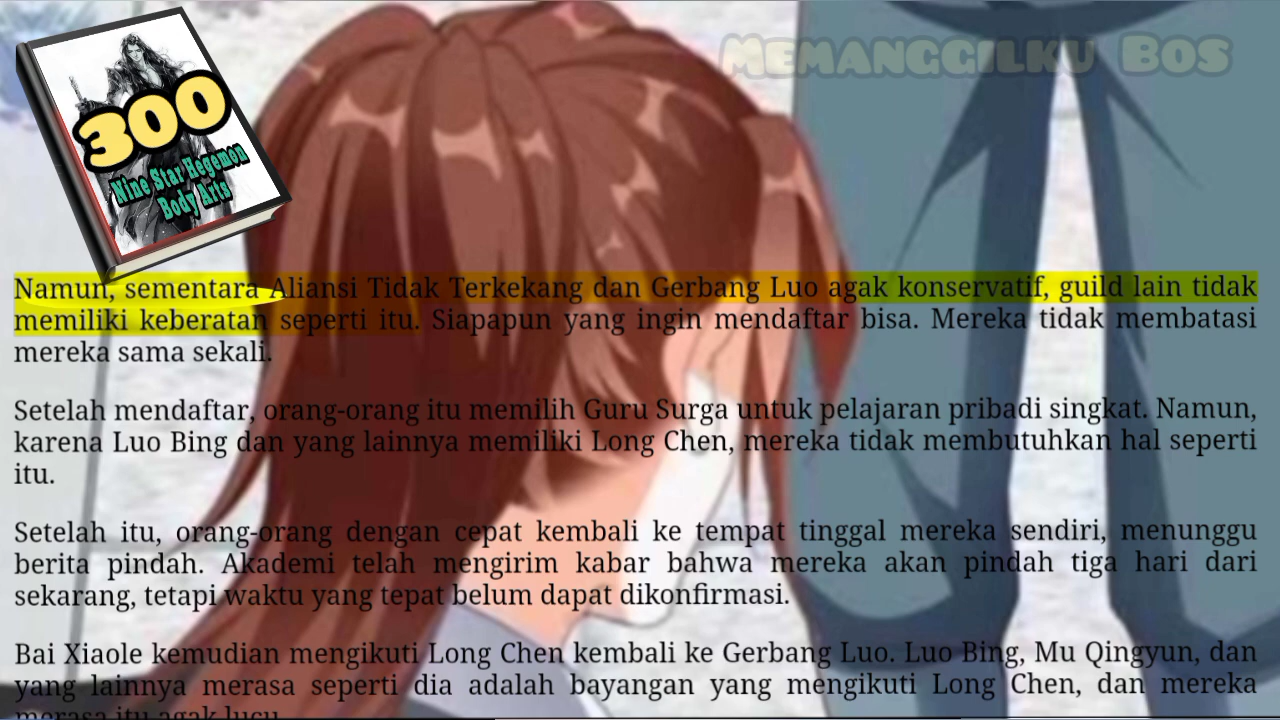 Memanggilku Bos
300
Nine Star Hegemon
Body Arts
Namun, sementara Aliansi Tidak Terkekang dan Gerbang Luo agak konservatif, guild lain tidak
memiliki keberatan seperti itu. Siapapun yang ingin mendaftar bisa. Mereka tidak membatasi
mereka sama sekali.
Setelah mendaftar, orang-orang itu memilih Guru Surga untuk pelajaran pribadi singkat. Namun,
karena Luo Bing dan yang lainnya memiliki Long Chen, mereka tidak membutuhkan hal seperti
itu.
Setelah itu, orang-orang dengan cepat kembali ke tempat tinggal mereka sendiri, menunggu
berita pindah. Akademi telah mengirim kabar bahwa mereka akan pindah tiga hari dari
sekarang, tetapi waktu yang tepat belum dapat dikonfirmasi.
Bai Xiaole kemudian mengikuti Long Chen kembali ke Gerbang Luo. Luo Bing, Mu Qingyun, dan
yang lainnya merasa seperti dia adalah bayangan yang mengikuti Long Chen, dan mereka
merasa itu agak lucu.